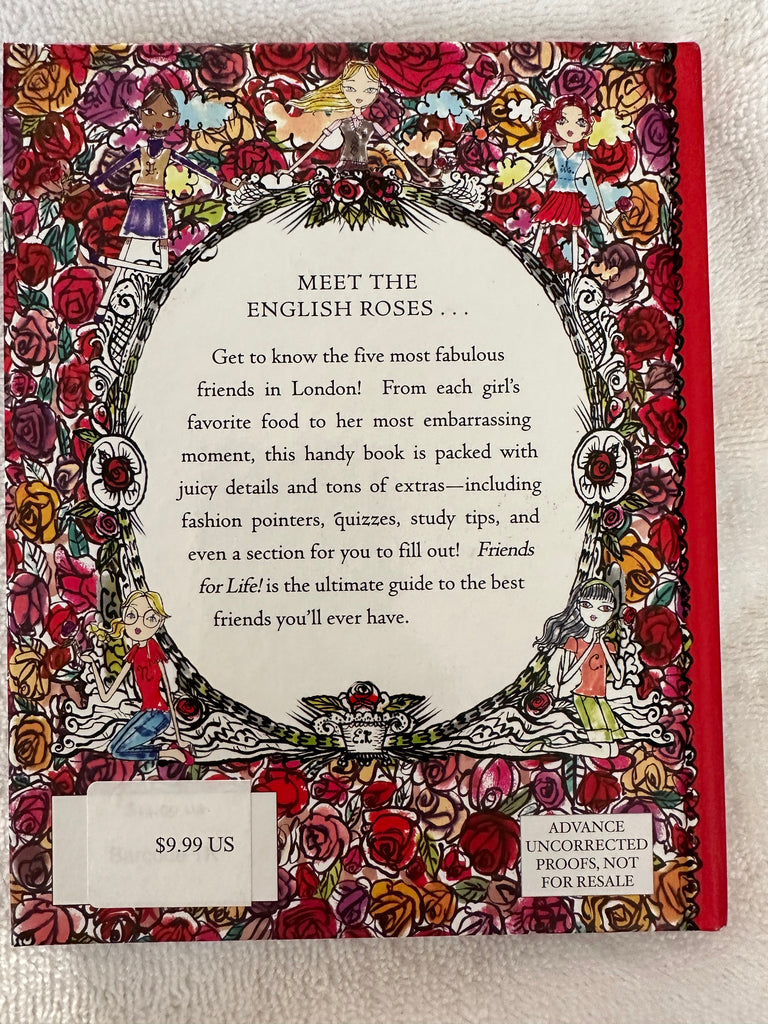 MEET THE
ENGLISH ROSES . . .
Get to know the five most fabulous
friends in London! From each girl's
favorite food to her most embarrassing
moment, this handy book is packed with
juicy details and tons of extras—including
fashion pointers, quizzes, study tips, and
even a section for you to fill out! Friends
for Life! is the ultimate guide to the best
friends you'll ever have.
$9.99 US
ADVANCE
UNCORRECTED
PROOFS, NOT
FOR RESALE